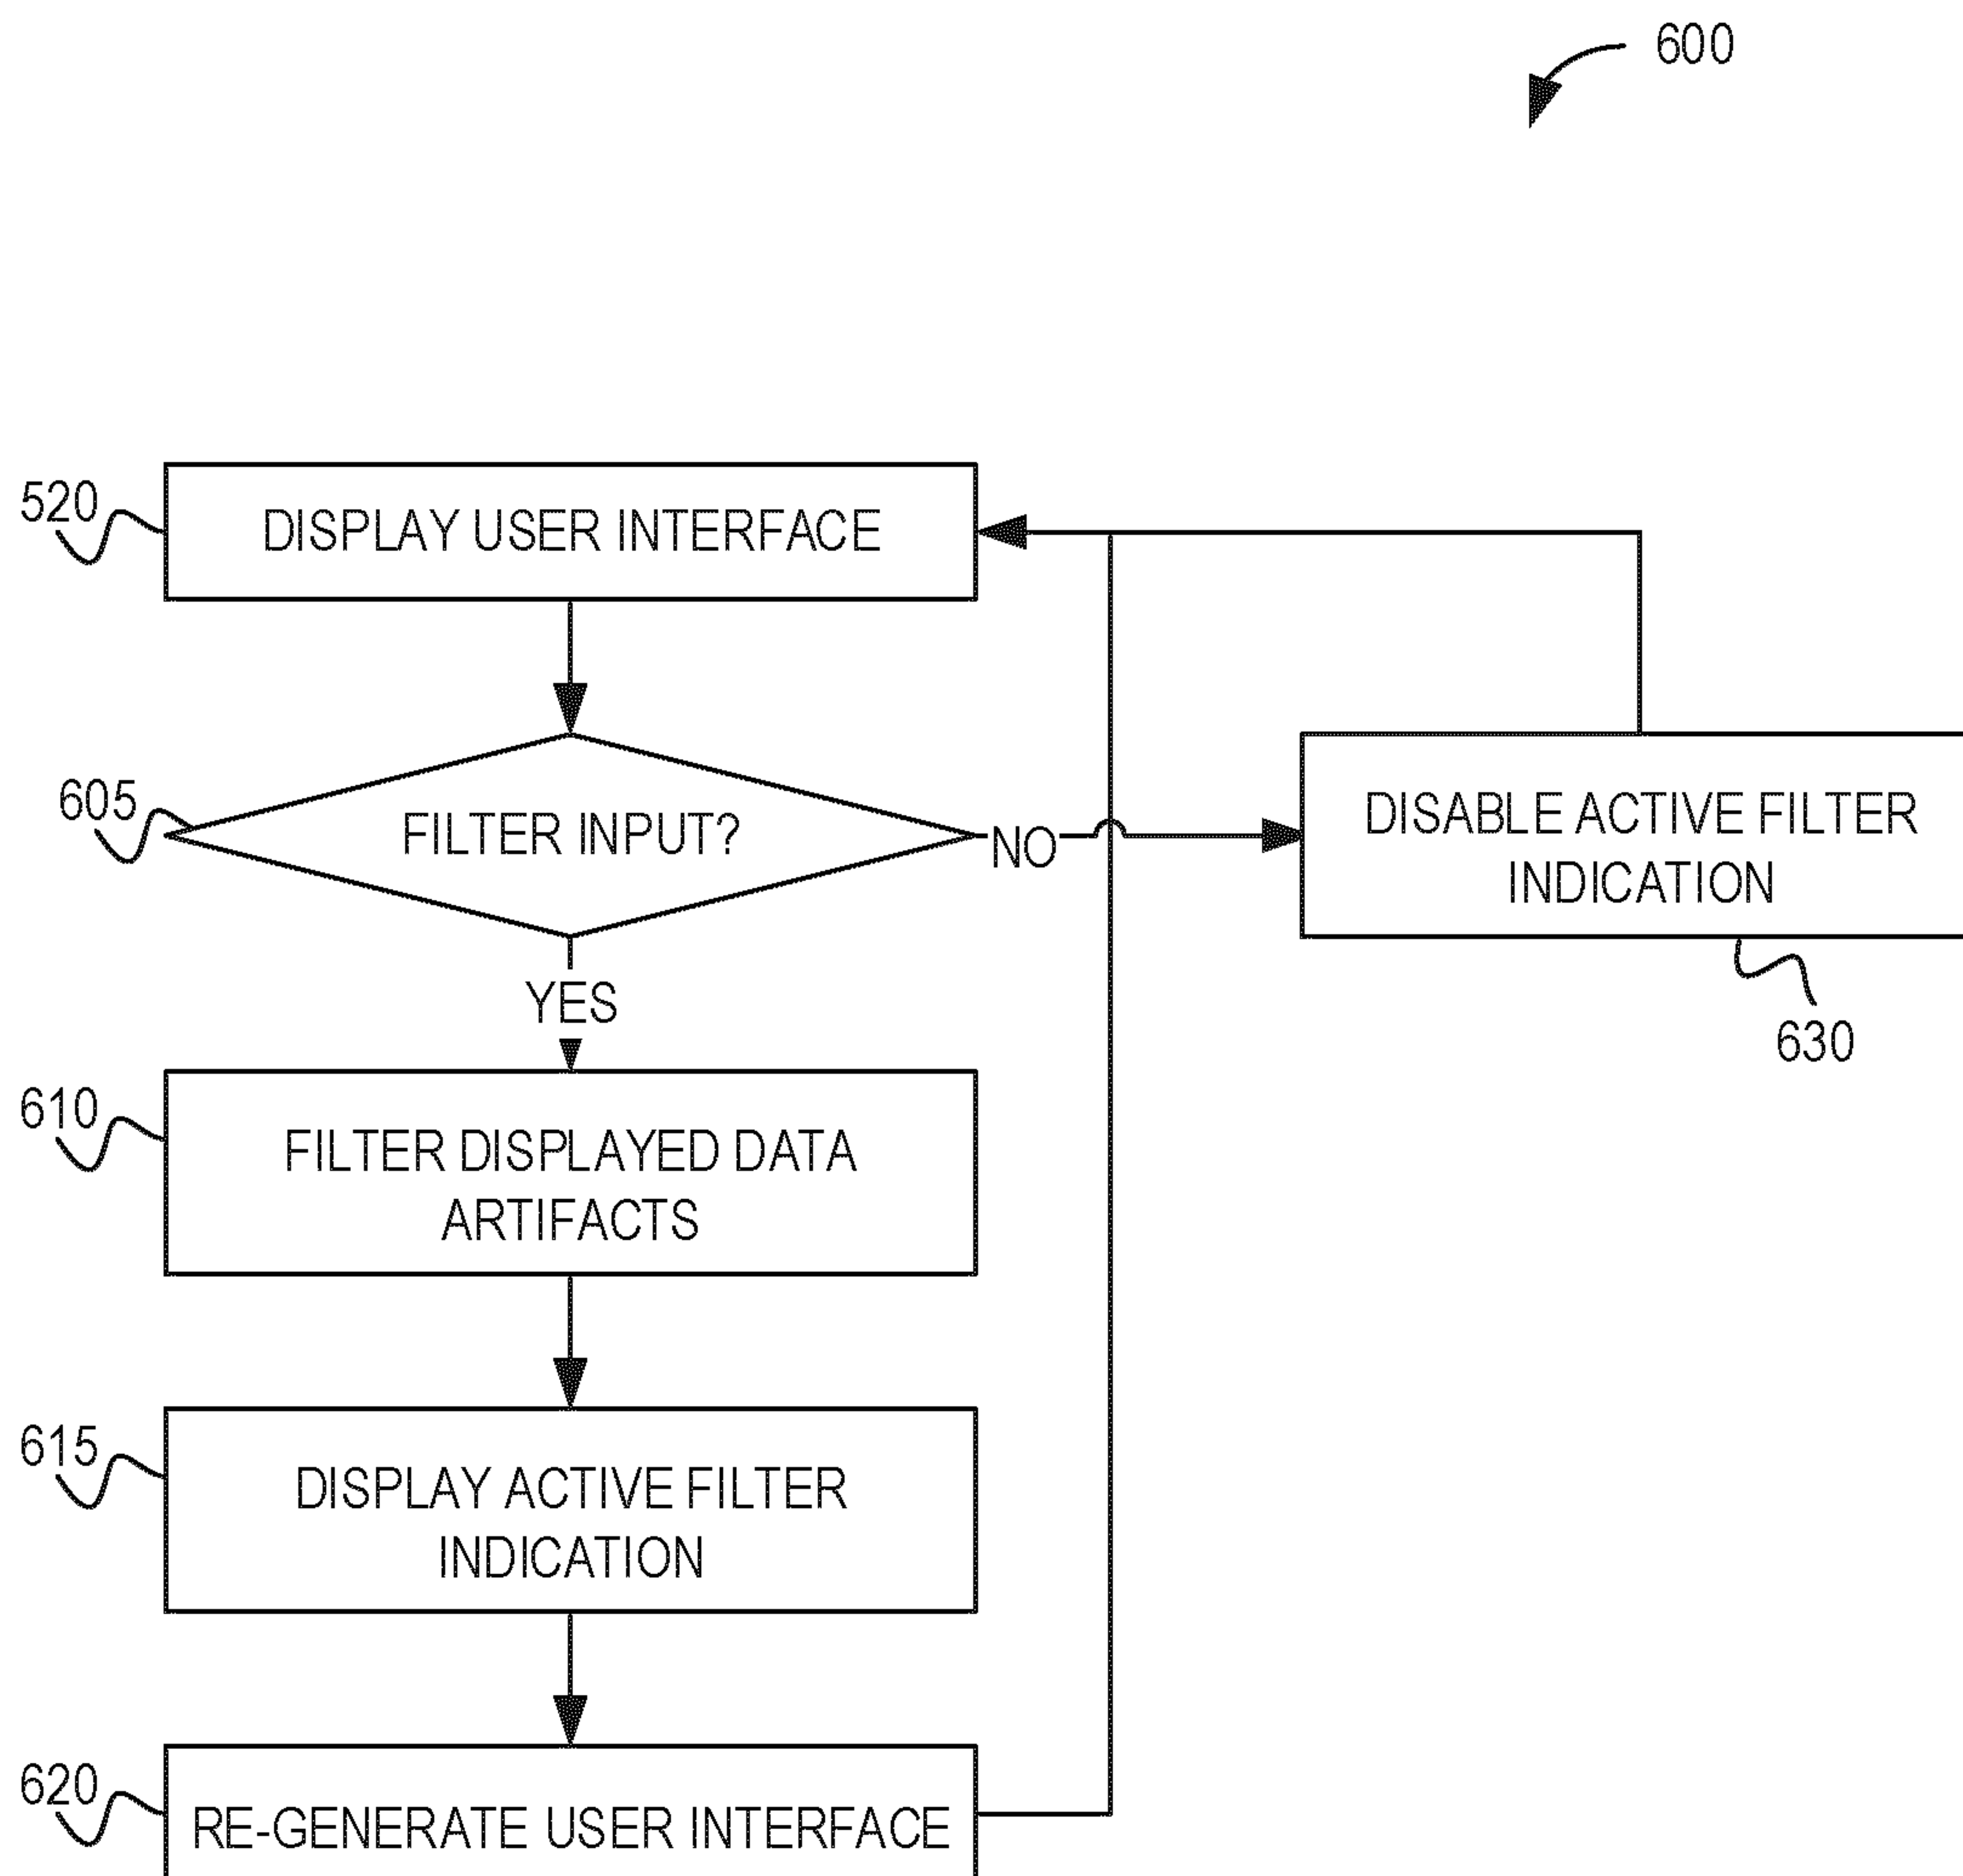 600
520
DISPLAY USER INTERFACE
605
FILTER INPUT?
NO
DISABLE ACTIVE FILTER
INDICATION
630
YES
610
FILTER DISPLAYED DATA
ARTIFACTS
615
DISPLAY ACTIVE FILTER
INDICATION
620
RE-GENERATE USER INTERFACE